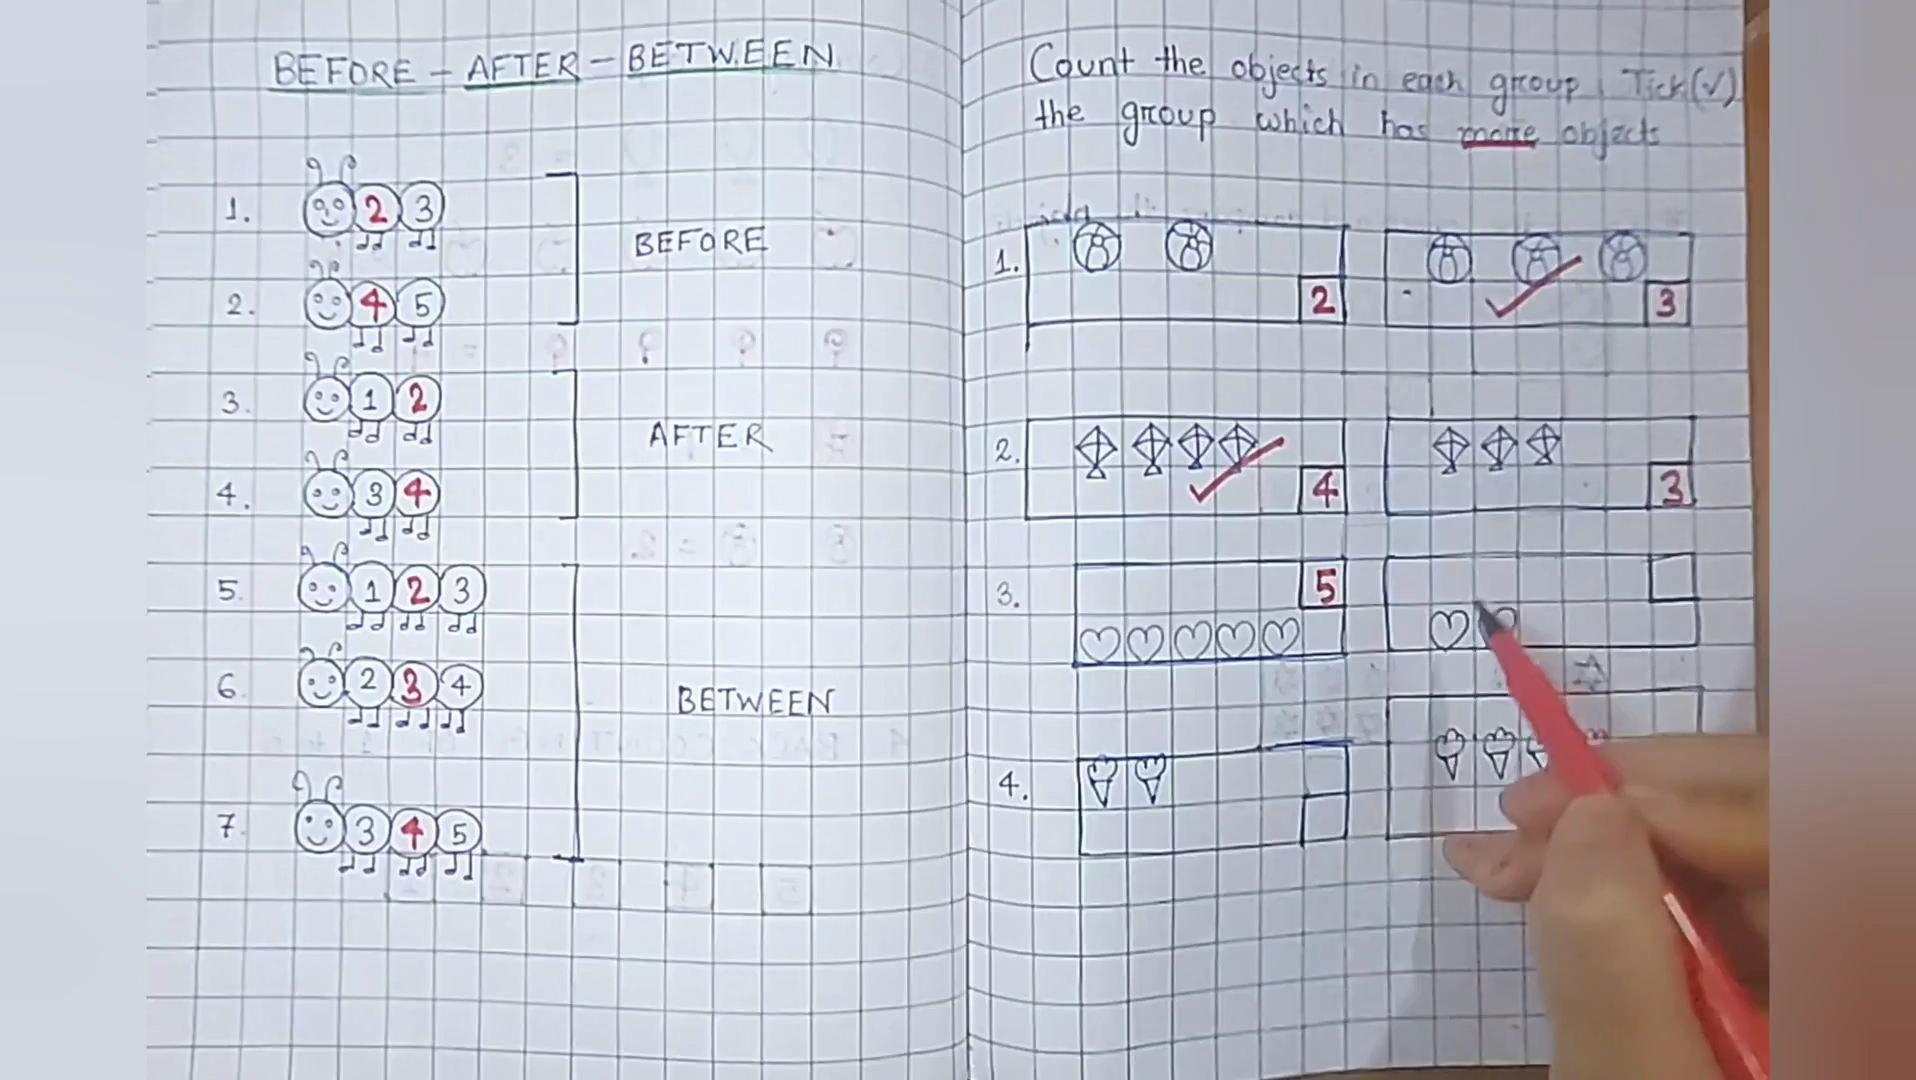 BEFORE - AFTER - BETWEEN
1. 2 3
2. 4 5
BEFORE
3. 1 2
4. 3 4
AFTER
5. 1 2 3
6. 2 3 4
7. 3 4 5
BETWEEN
Count the objects in each group. Tick(✓)
the group which has more objects
1. 2 3
2. 4 3
3. 5
4.